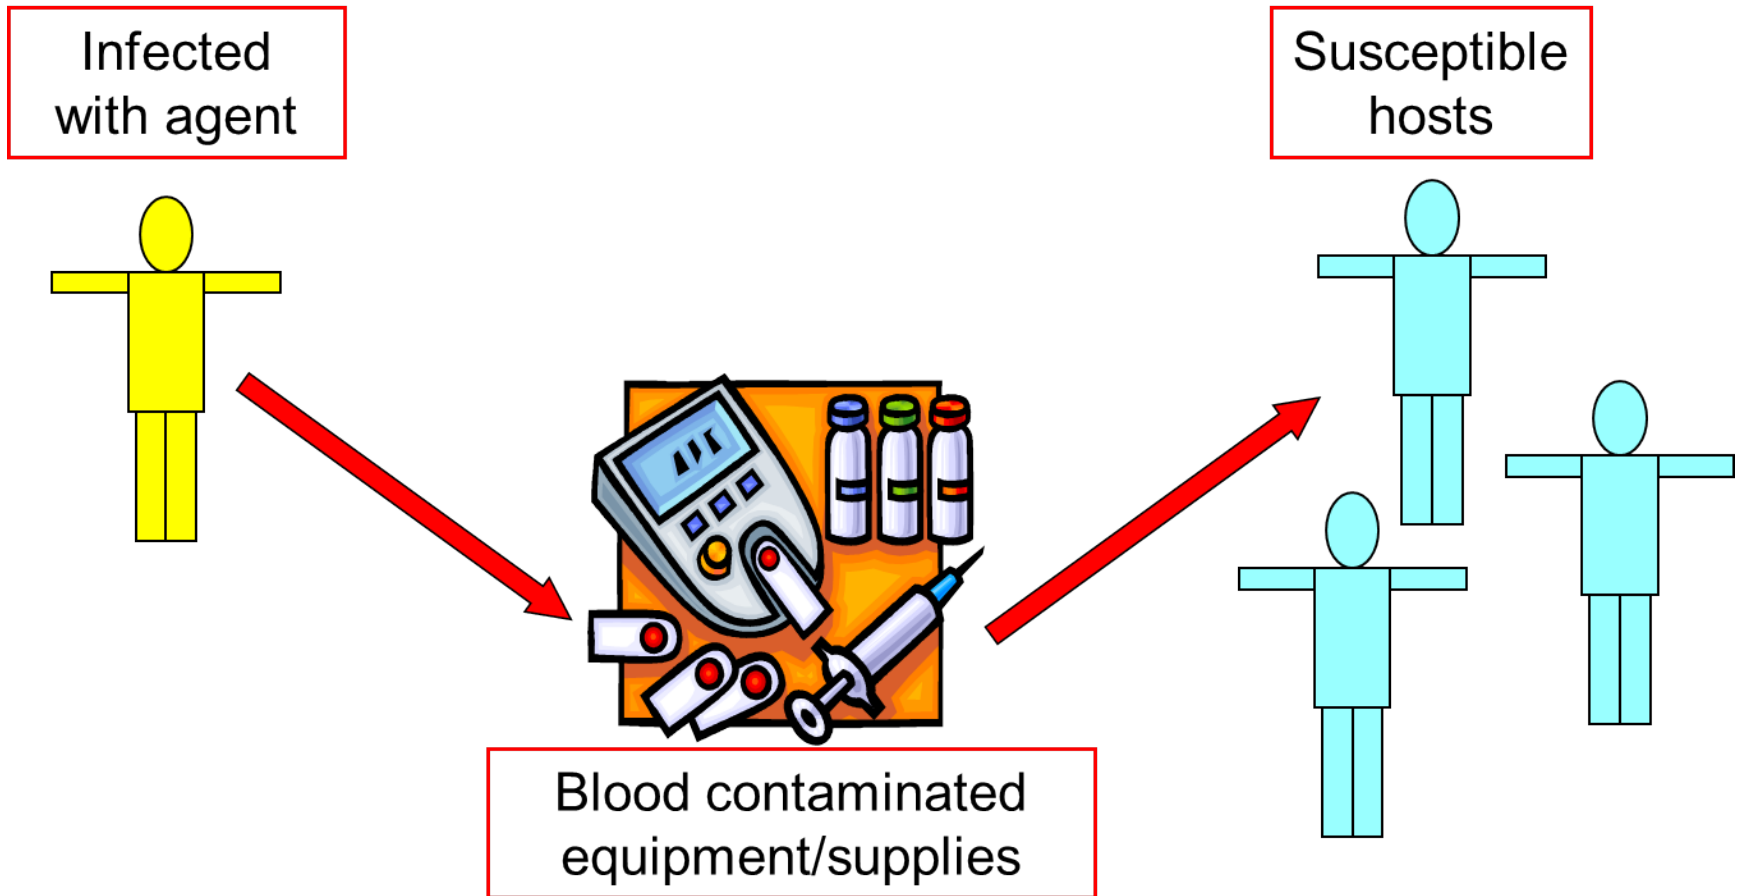 Infected
with agent
Susceptible
hosts
Blood contaminated
equipment/supplies